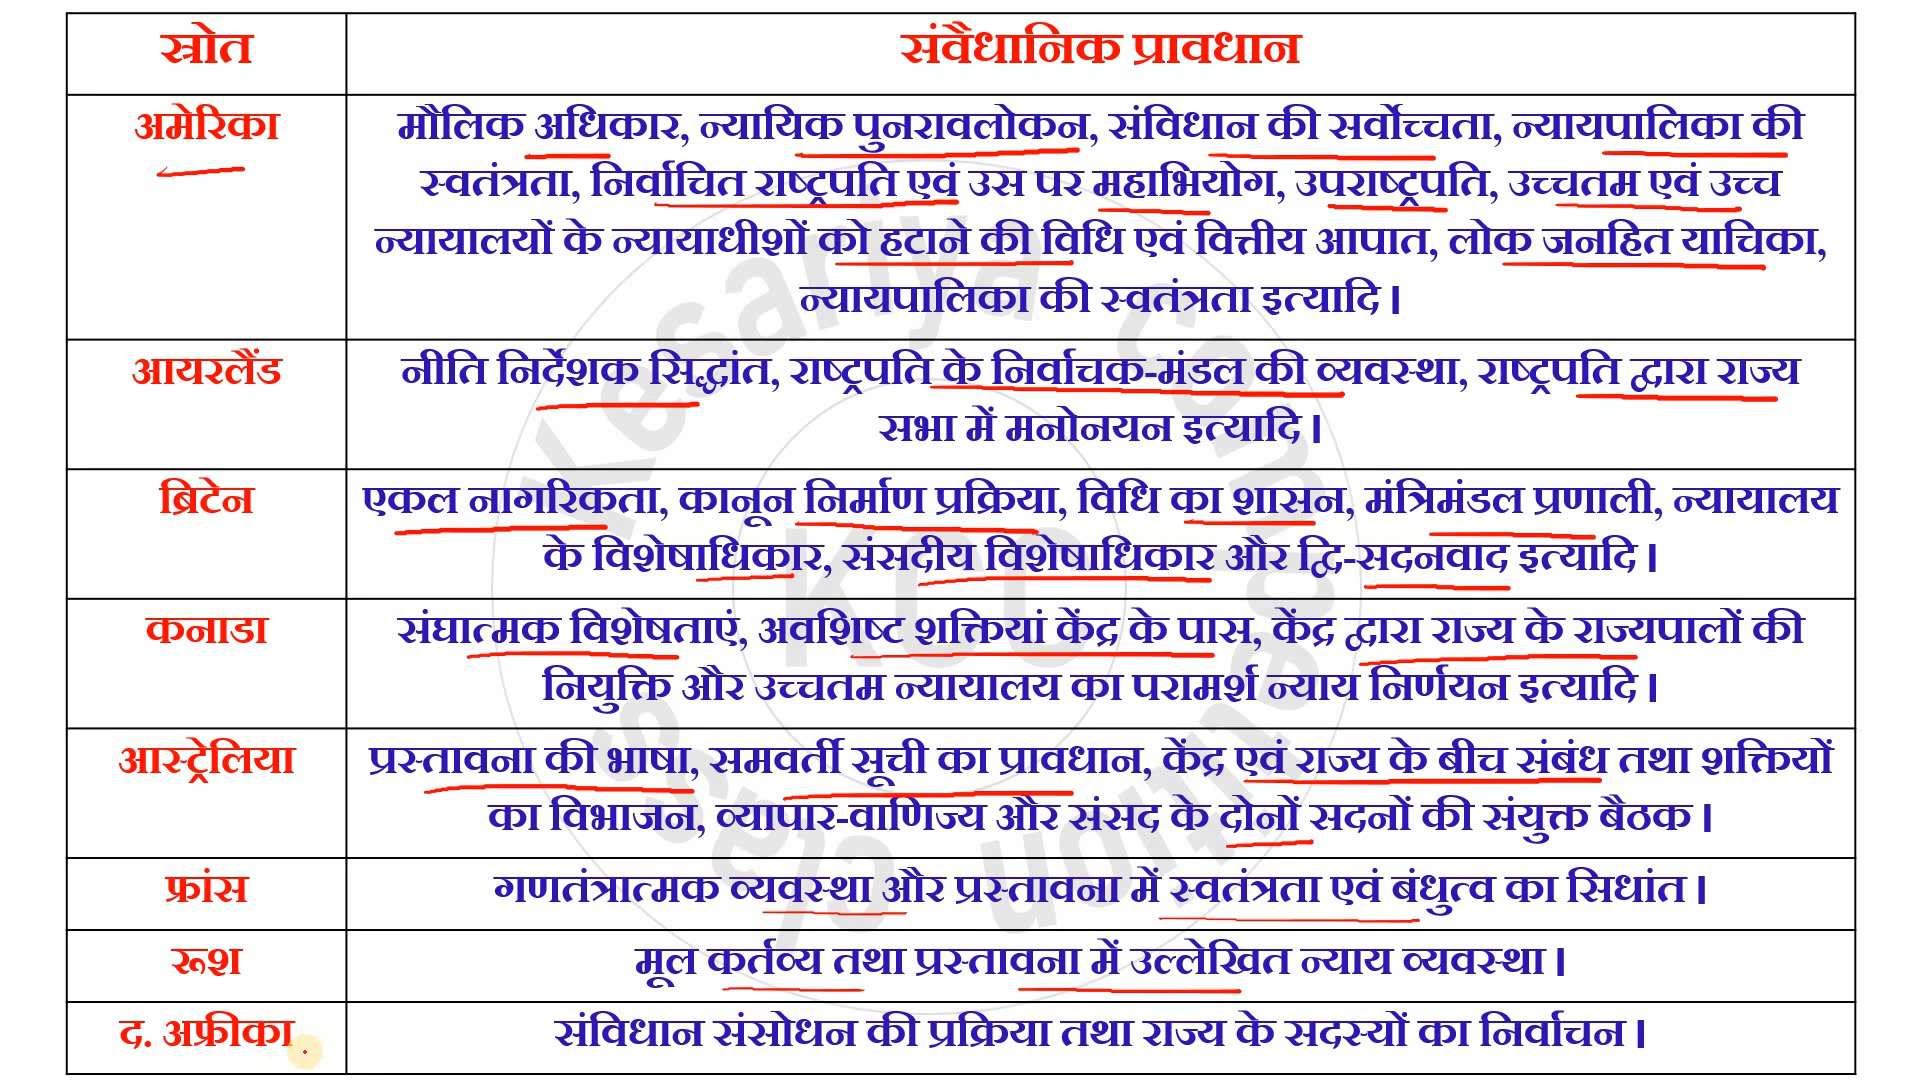 स्रोत
संवैधानिक प्रावधान
अमेरिका
मौलिक अधिकार, न्यायिक पुनरावलोकन, संविधान की सर्वोच्चता, न्यायपालिका की
स्वतंत्रता, निर्वाचित राष्ट्रपति एवं उस पर महाभियोग, उपराष्ट्रपति, उच्चतम एवं उच्च
न्यायालयों के न्यायाधीशों को हटाने की विधि एवं वित्तीय आपात, लोक जनहित याचिका,
न्यायपालिका की स्वतंत्रता इत्यादि।
आयरलैंड
नीति निर्देशक सिद्धांत, राष्ट्रपति के निर्वाचक-मंडल की व्यवस्था, राष्ट्रपति द्वारा राज्य
सभा में मनोनयन इत्यादि।
ब्रिटेन
एकल नागरिकता, कानून निर्माण प्रक्रिया, विधि का शासन, मंत्रिमंडल प्रणाली, न्यायालय
के विशेषाधिकार, संसदीय विशेषाधिकार और द्वि-सदनवाद इत्यादि।
कनाडा
संघात्मक विशेषताएं, अवशिष्ट शक्तियां केंद्र के पास, केंद्र द्वारा राज्य के राज्यपालों की
नियुक्ति और उच्चतम न्यायालय का परामर्श न्याय निर्णयन इत्यादि।
आस्ट्रेलिया
प्रस्तावना की भाषा, समवर्ती सूची का प्रावधान, केंद्र एवं राज्य के बीच संबंध तथा शक्तियों
का विभाजन, व्यापार-वाणिज्य और संसद के दोनों सदनों की संयुक्त बैठक।
फ्रांस
गणतंत्रात्मक व्यवस्था और प्रस्तावना में स्वतंत्रता एवं बंधुत्व का सिधांत।
रूश
मूल कर्तव्य तथा प्रस्तावना में उल्लेखित न्याय व्यवस्था।
द. अफ्रीका
संविधान संसोधन की प्रक्रिया तथा राज्य के सदस्यों का निर्वाचन।
Kesariya competition class
KCC